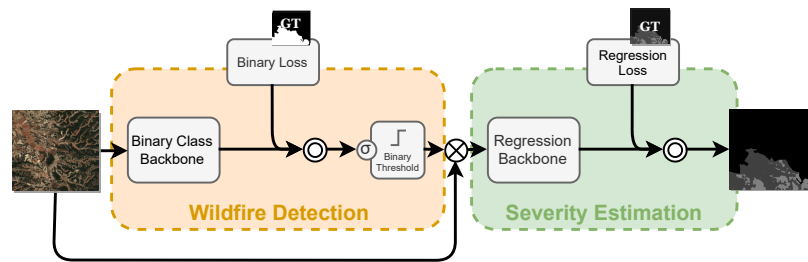 GT
Binary Loss
Binary Class
Backbone
σ
Binary
Threshold
Wildfire Detection
GT
Regression
Loss
Regression
Backbone
Severity Estimation